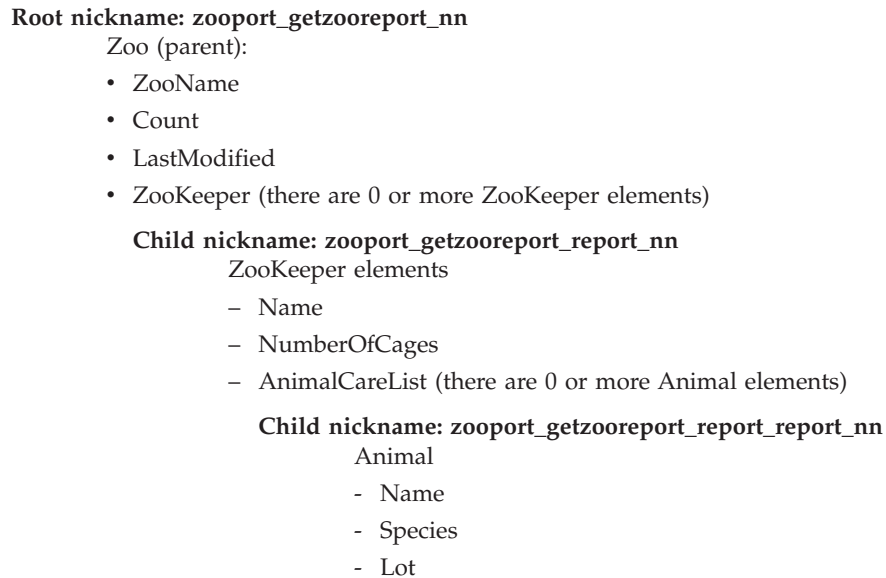 Root nickname: zooport_getzooreport_nn
Zoo (parent):
• ZooName
• Count
• LastModified
• ZooKeeper (there are 0 or more ZooKeeper elements)
Child nickname: zooport_getzooreport_report_nn
ZooKeeper elements
– Name
– NumberOfCages
– AnimalCareList (there are 0 or more Animal elements)
Child nickname: zooport_getzooreport_report_report_nn
Animal
- Name
- Species
- Lot